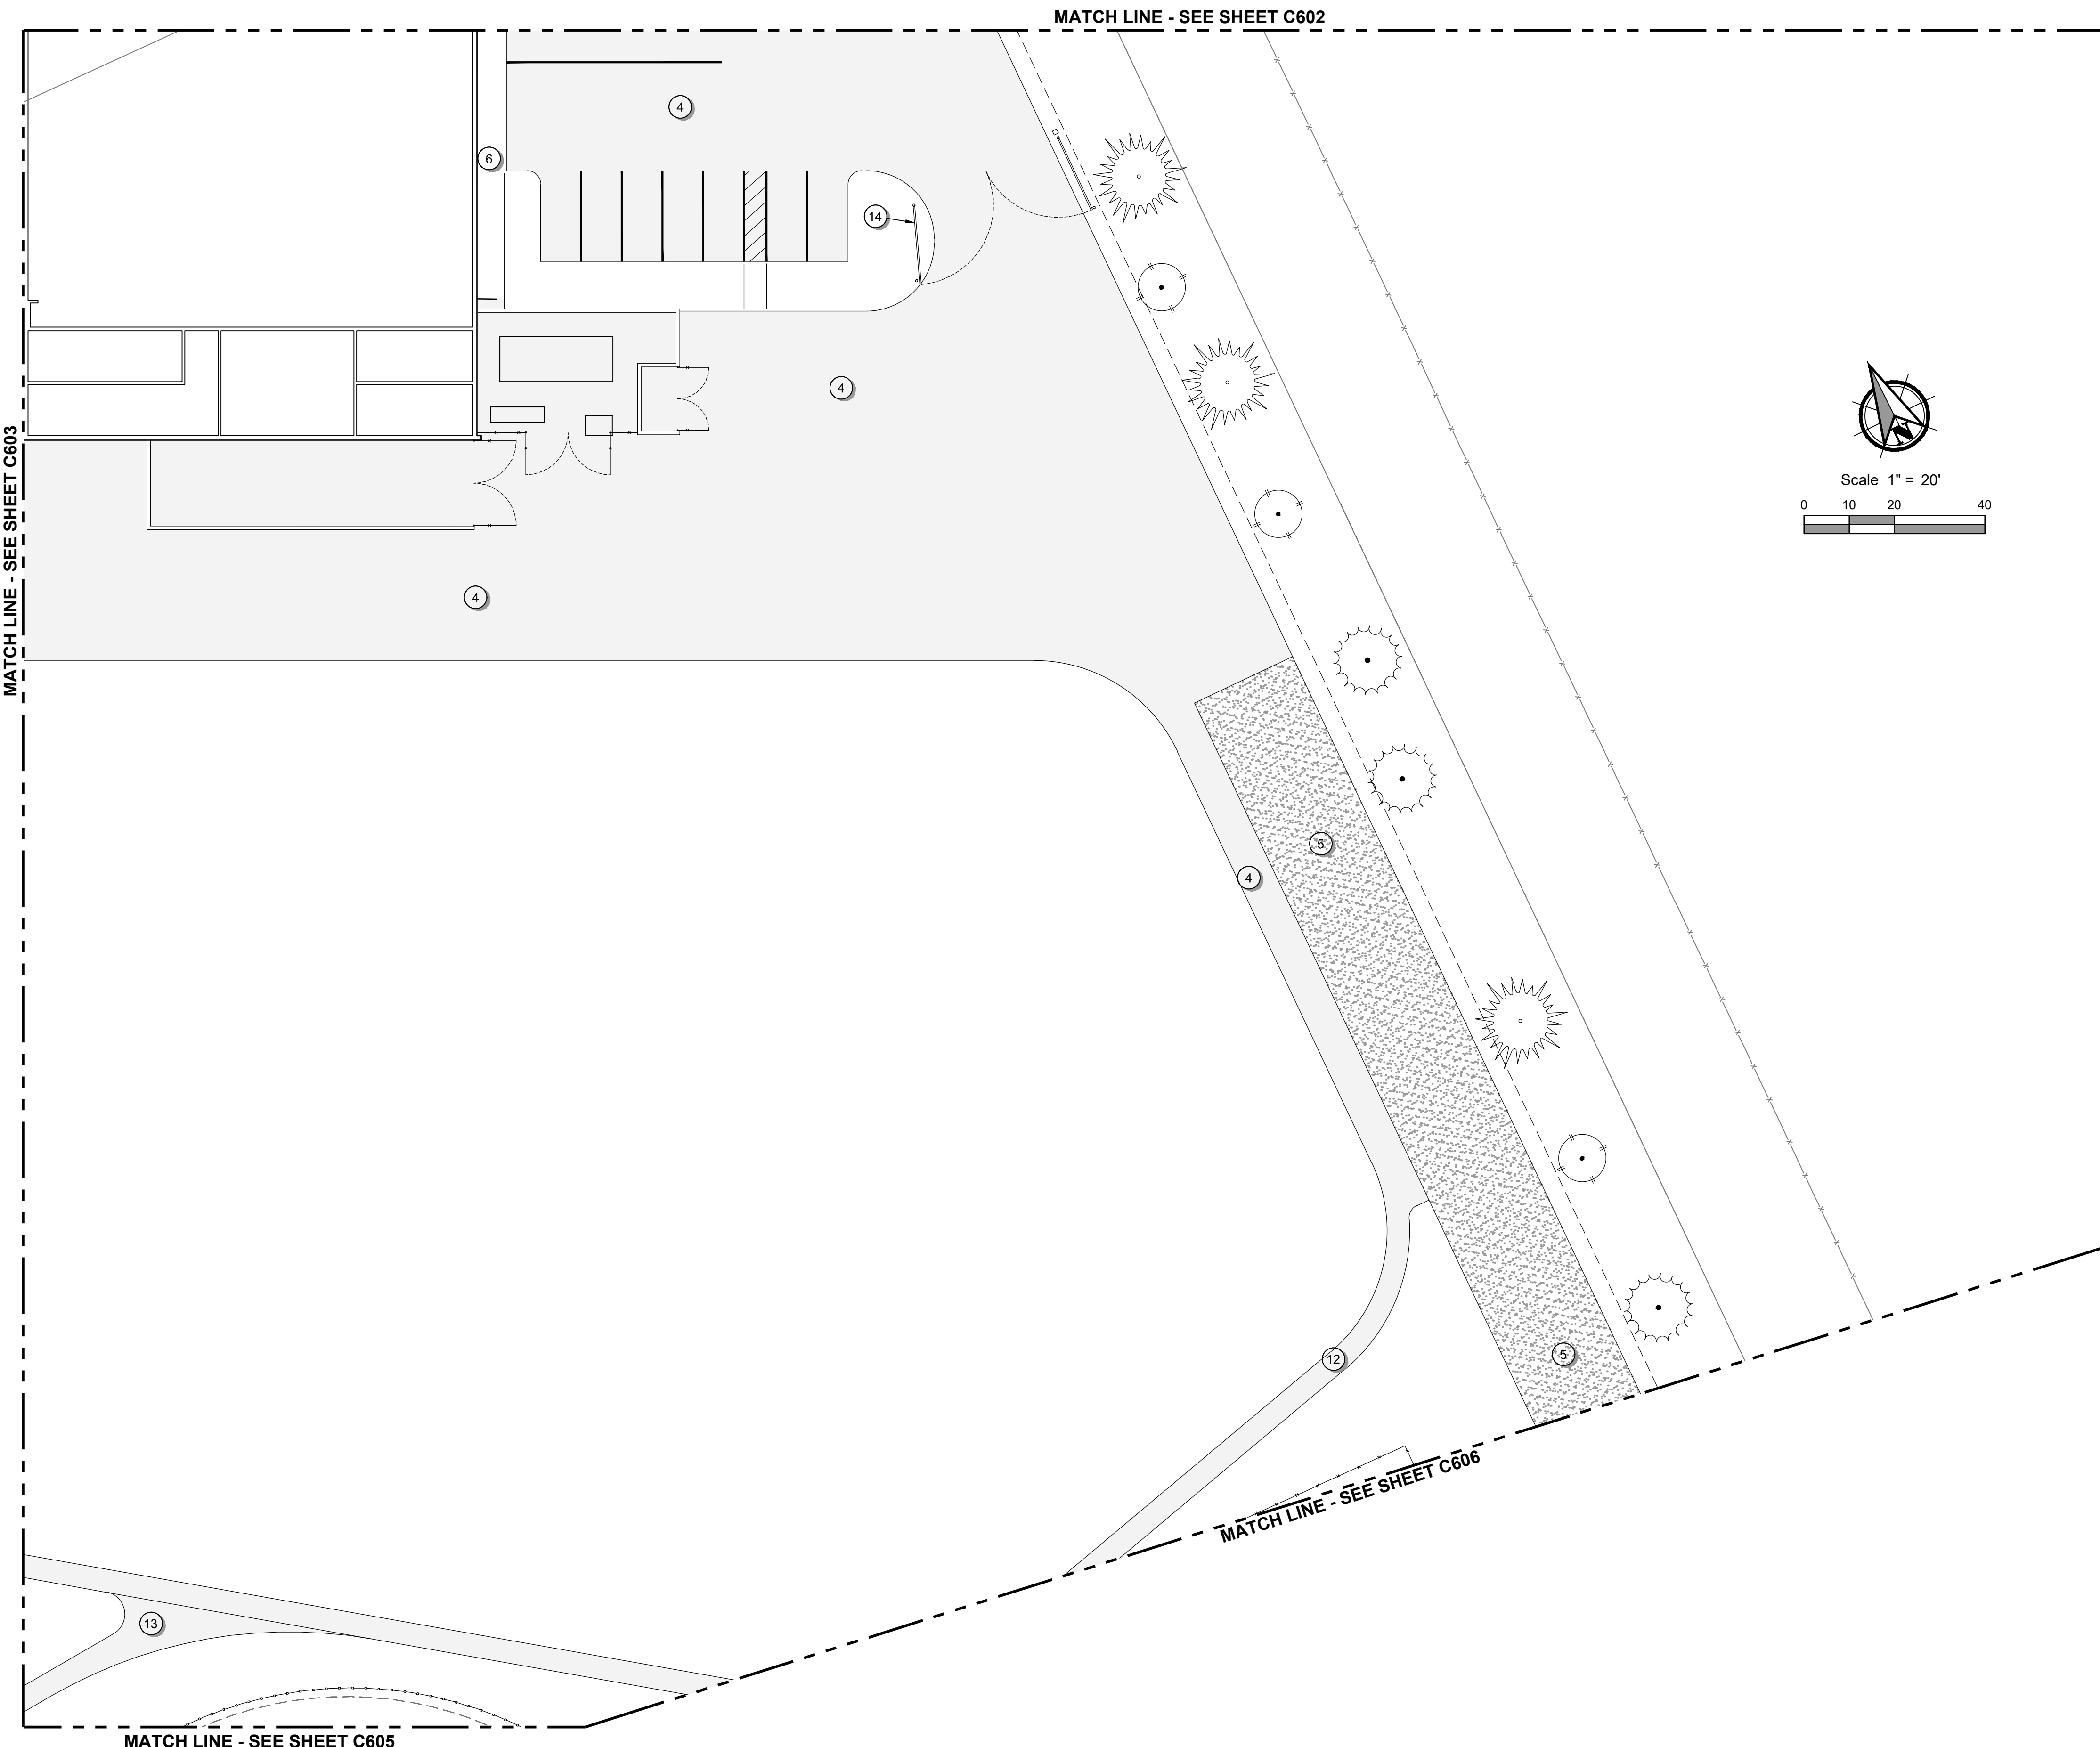 MATCH LINE - SEE SHEET C602
4
6
14
4
N
Scale 1" = 20'
0 10 20 40
MATCH LINE - SEE SHEET C603
4
5
4
12
5
MATCH LINE - SEE SHEET C606
13
MATCH LINE - SEE SHEET C605